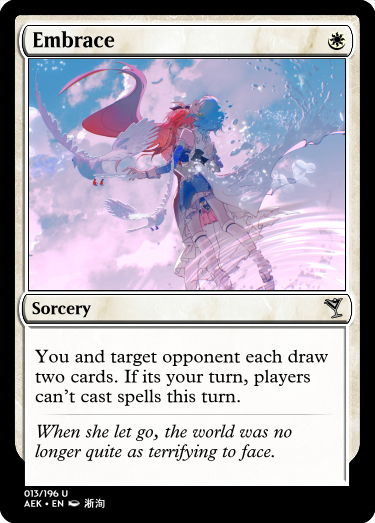 Embrace
Sorcery
You and target opponent each draw
two cards. If its your turn, players
can't cast spells this turn.
When she let go, the world was no
longer quite as terrifying to face.
013/196 U
AEK • EN 淅洵